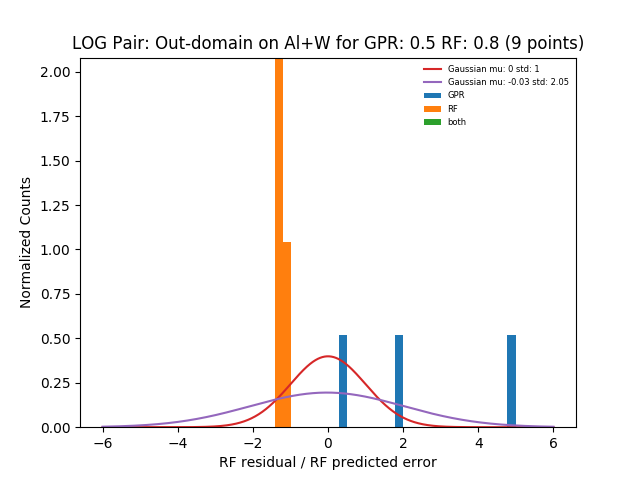 LOG Pair: Out-domain on Al+W for GPR: 0.5 RF: 0.8 (9 points)
Gaussian mu: 0 std: 1
Gaussian mu: -0.03 std: 2.05
GPR
RF
both
Normalized Counts
2.00
1.75
1.50
1.25
1.00
0.75
0.50
0.25
0.00
−6
−4
−2
0
2
4
6
RF residual / RF predicted error